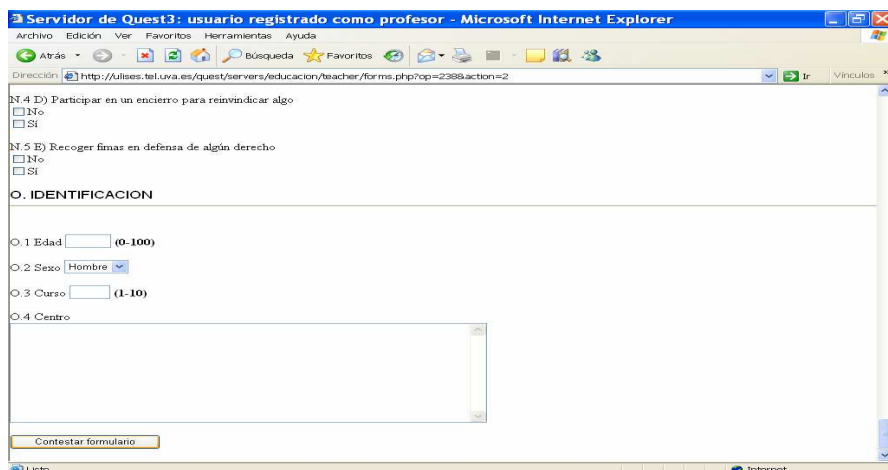 Servidor de Quest3: usuario registrado como profesor - Microsoft Internet Explorer
Archivo Edición Ver Favoritos Herramientas Ayuda
Atrás Búsqueda Favoritos
Dirección http://ulises.tel.uva.es/quest/servers/educacion/teacher/forms.php?op=238&action=2 Ir Vínculos »
N.4 D) Participar en un encierro para reinvindicar algo
No
Sí
N.5 E) Recoger fimas en defensa de algún derecho
No
Sí
O. IDENTIFICACION
O.1 Edad (0-100)
O.2 Sexo Hombre
O.3 Curso (1-10)
O.4 Centro
Contestar formulario
Listo Internet